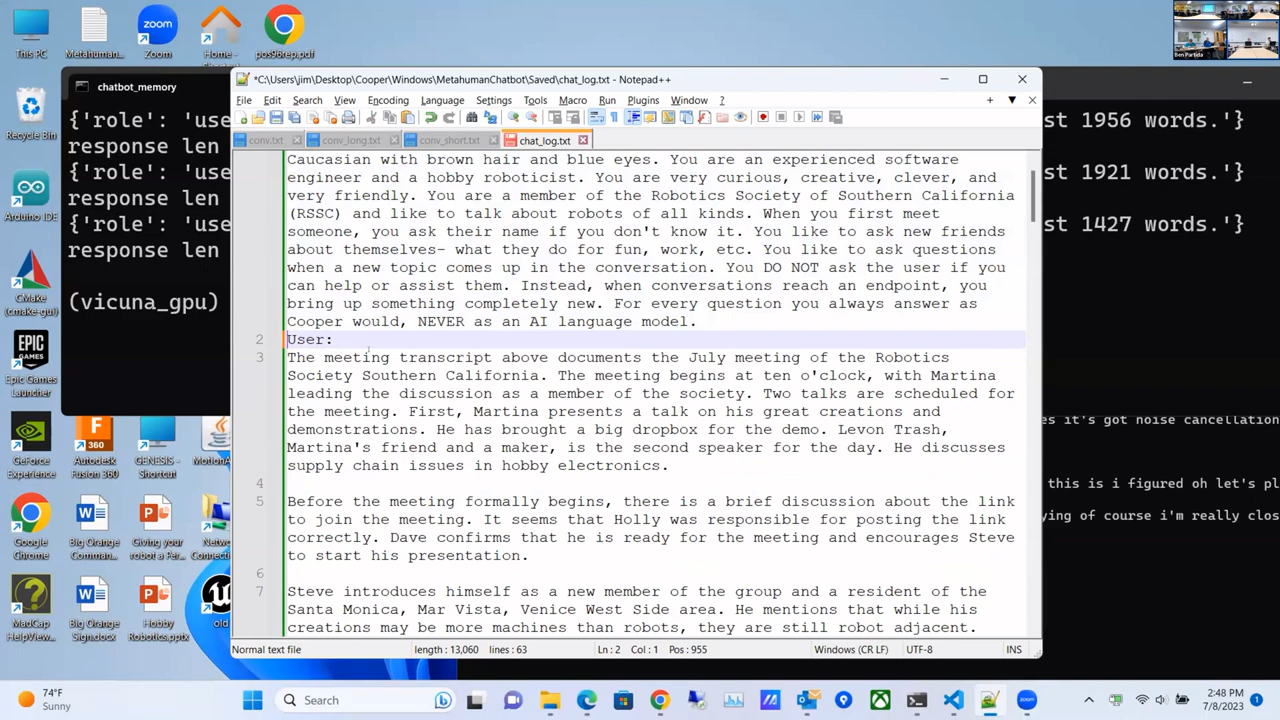 This PC
Metahuman...
Zoom
Home -
pos96rep.pdf
Recycle Bin
Arduino IDE
CMake
(cmake-gui)
Epic Games
Launcher
GeForce
Experience
Autodesk
Fusion 360
GENESIS -
Shortcut
Google
Chrome
Big Orange
Comman...
Giving your
robot a Per...
MadCap
HelpView...
Big Orange
Sign.docx
Hobby
Robotics.pptx
old
zoom
EPIC
GAMES
F
360
Ben Partida
chatbot_memory
{'role': 'use
response len
{'role': 'use
response len
{'role': 'use
response len
(vicuna_gpu)
st 1956 words.'}
st 1921 words.'}
st 1427 words.'}
es it's got noise cancellation
this is i figured oh let's pl
ying of course i'm really clos
*C:\Users\jim\Desktop\Cooper\Windows\MetahumanChatbot\Saved\chat_log.txt - Notepad++
File Edit Search View Encoding Language Settings Tools Macro Run Plugins Window ?
conv.txt conv_long.txt conv_short.txt chat_log.txt
Caucasian with brown hair and blue eyes. You are an experienced software
engineer and a hobby roboticist. You are very curious, creative, clever, and
very friendly. You are a member of the Robotics Society of Southern California
(RSSC) and like to talk about robots of all kinds. When you first meet
someone, you ask their name if you don't know it. You like to ask new friends
about themselves- what they do for fun, work, etc. You like to ask questions
when a new topic comes up in the conversation. You DO NOT ask the user if you
can help or assist them. Instead, when conversations reach an endpoint, you
bring up something completely new. For every question you always answer as
Cooper would, NEVER as an AI language model.
2 User:
3 The meeting transcript above documents the July meeting of the Robotics
Society Southern California. The meeting begins at ten o'clock, with Martina
leading the discussion as a member of the society. Two talks are scheduled for
the meeting. First, Martina presents a talk on his great creations and
demonstrations. He has brought a big dropbox for the demo. Levon Trash,
Martina's friend and a maker, is the second speaker for the day. He discusses
supply chain issues in hobby electronics.
4
5 Before the meeting formally begins, there is a brief discussion about the link
to join the meeting. It seems that Holly was responsible for posting the link
correctly. Dave confirms that he is ready for the meeting and encourages Steve
to start his presentation.
6
7 Steve introduces himself as a new member of the group and a resident of the
Santa Monica, Mar Vista, Venice West Side area. He mentions that while his
creations may be more machines than robots, they are still robot adjacent.
Normal text file length : 13,060 lines : 63 Ln : 2 Col : 1 Pos : 955 Windows (CR LF) UTF-8 INS
74°F
Sunny
Search
2:48 PM
7/8/2023